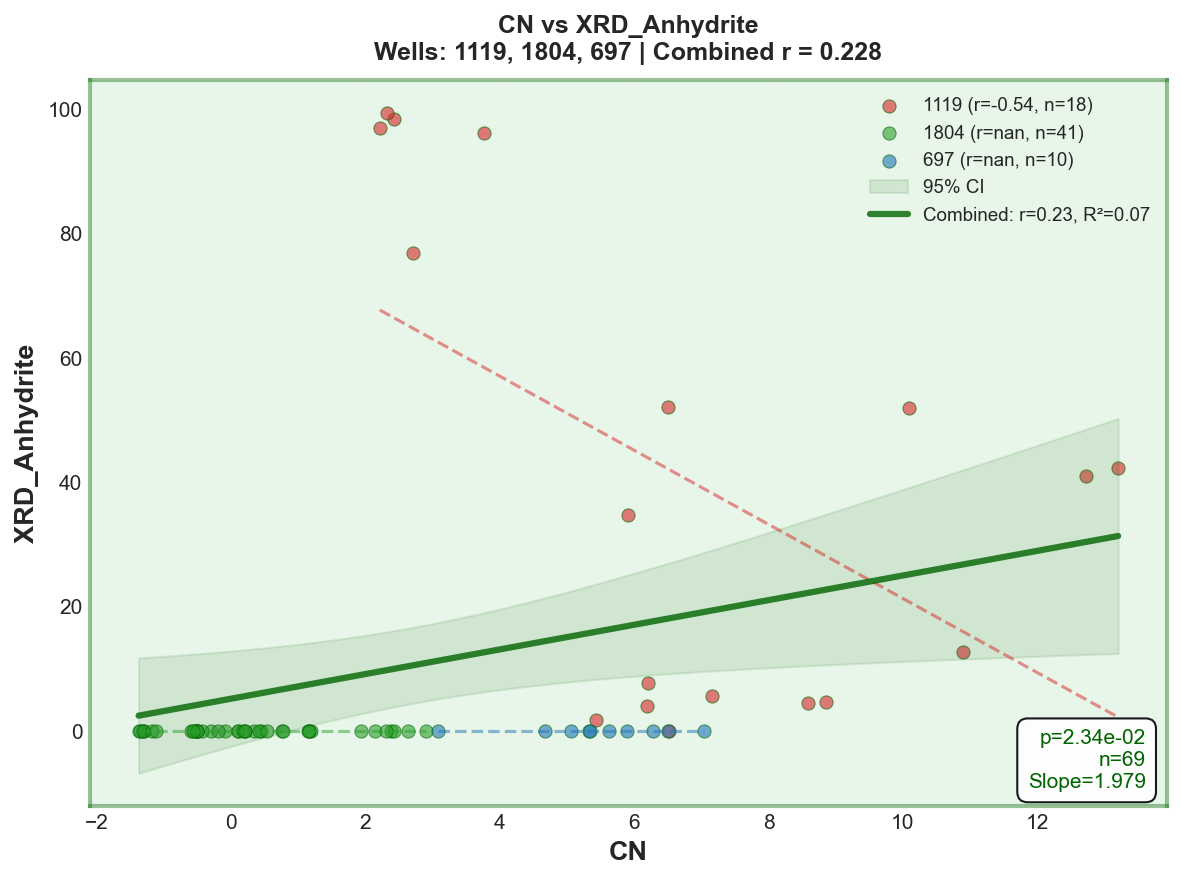 CN vs XRD_Anhydrite
Wells: 1119, 1804, 697 | Combined r = 0.228
1119 (r=-0.54, n=18)
1804 (r=nan, n=41)
697 (r=nan, n=10)
95% CI
Combined: r=0.23, R²=0.07
XRD_Anhydrite
100
80
60
40
20
0
p=2.34e-02
n=69
Slope=1.979
−2 0 2 4 6 8 10 12
CN